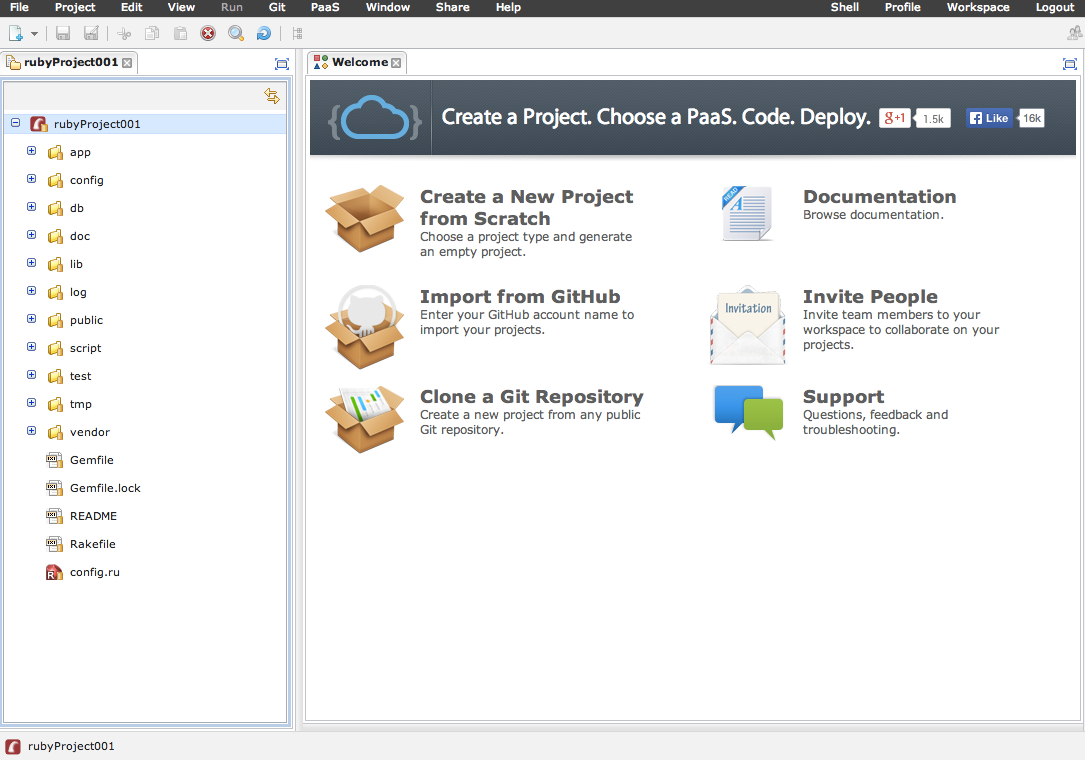 File Project Edit View Run Git PaaS Window Share Help Shell Profile Workspace Logout
rubyProject001
Welcome
rubyProject001
app
config
db
doc
lib
log
public
script
test
tmp
vendor
Gemfile
Gemfile.lock
README
Rakefile
config.ru
Create a Project. Choose a PaaS. Code. Deploy.
g+1 1.5k
Like 16k
Create a New Project
from Scratch
Choose a project type and generate
an empty project.
READ
A
Documentation
Browse documentation.
Import from GitHub
Enter your GitHub account name to
import your projects.
Invitation
Invite People
Invite team members to your
workspace to collaborate on your
projects.
Clone a Git Repository
Create a new project from any public
Git repository.
Support
Questions, feedback and
troubleshooting.
rubyProject001